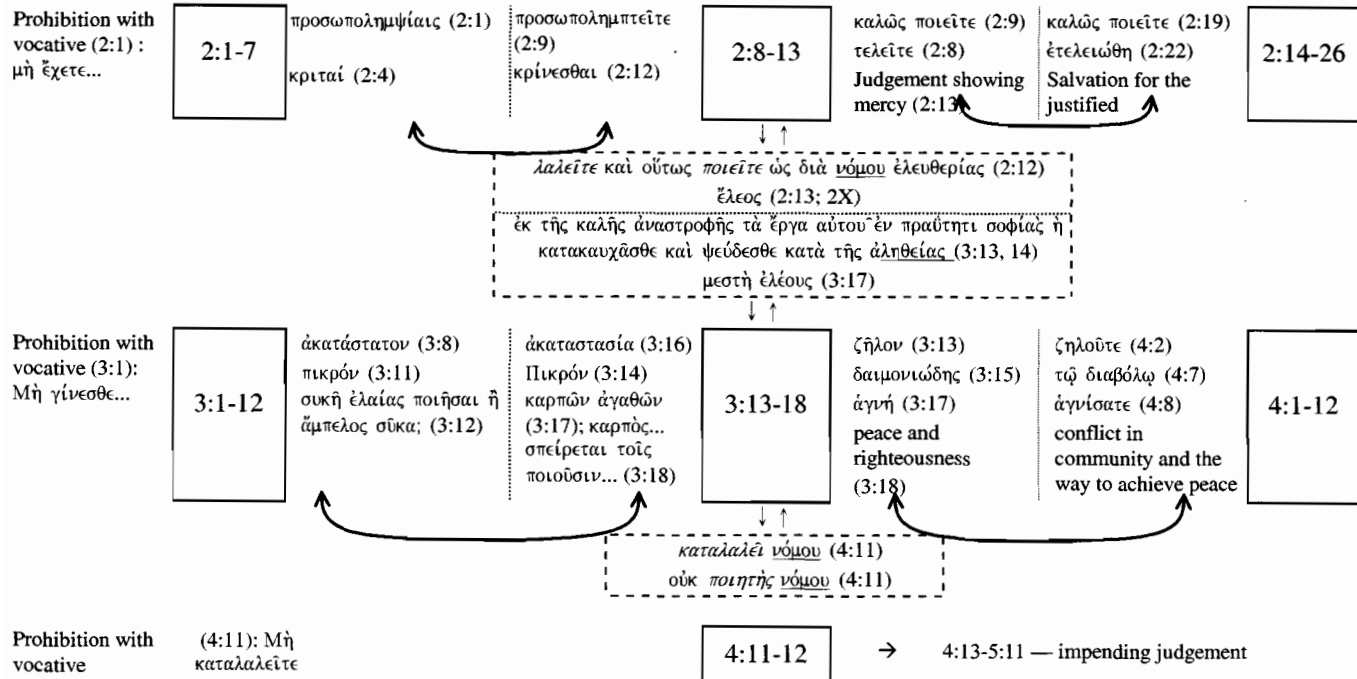 Prohibition with
vocative (2:1) :
μὴ ἔχετε...
2:1-7
προσωπολημψίαις (2:1)
κριταί (2:4)
προσωπολημπτεῖτε
(2:9)
κρίνεσθαι (2:12)
2:8-13
καλῶς ποιεῖτε (2:9)
τελεῖτε (2:8)
Judgement showing
mercy (2:13)
καλῶς ποιεῖτε (2:19)
ἐτελειώθη (2:22)
Salvation for the
justified
2:14-26
↓ ↑
λαλεῖτε καὶ οὕτως ποιεῖτε ὡς διὰ νόμου ἐλευθερίας (2:12)
ἔλεος (2:13; 2X)
ἐκ τῆς καλῆς ἀναστροφῆς τὰ ἔργα αὐτοῦ ἐν πραΰτητι σοφίας ἢ
κατακαυχᾶσθε καὶ ψεύδεσθε κατὰ τῆς ἀληθείας (3:13, 14)
μεστὴ ἐλέους (3:17)
↓ ↑
Prohibition with
vocative (3:1):
Μὴ γίνεσθε...
3:1-12
ἀκατάστατον (3:8)
πικρόν (3:11)
συκῆ ἐλαίας ποιῆσαι ἢ
ἄμπελος σῦκα; (3:12)
ἀκαταστασία (3:16)
Πικρόν (3:14)
καρπῶν ἀγαθῶν
(3:17); καρπὸς...
σπείρεται τοῖς
ποιοῦσιν... (3:18)
3:13-18
ζῆλον (3:13)
δαιμονιώδης (3:15)
ἁγνή (3:17)
peace and
righteousness
(3:18)
ζηλοῦτε (4:2)
τῷ διαβόλῳ (4:7)
ἁγνίσατε (4:8)
conflict in
community and the
way to achieve peace
4:1-12
↓ ↑
καταλαλεῖ νόμου (4:11)
οὐκ ποιητὴς νόμου (4:11)
Prohibition with
vocative
(4:11): Μὴ
καταλαλεῖτε
4:11-12
→ 4:13-5:11 — impending judgement